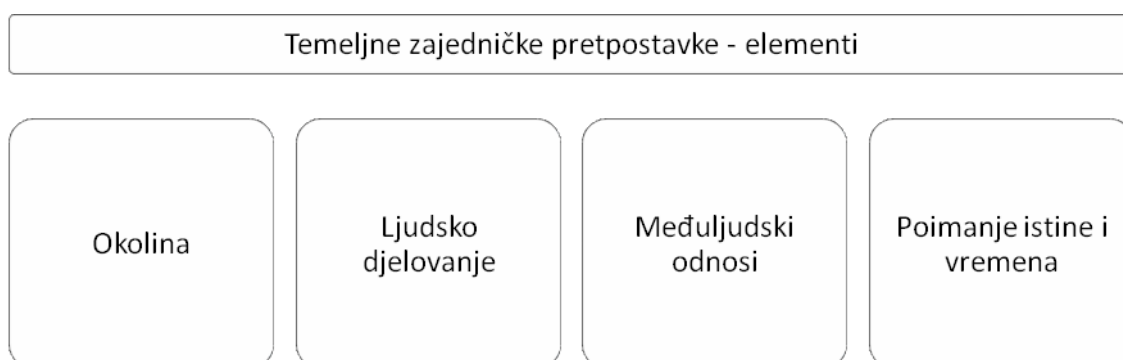 Temeljne zajedničke pretpostavke - elementi
Okolina
Ljudsko
djelovanje
Međuljudski
odnosi
Poimanje istine i
vremena